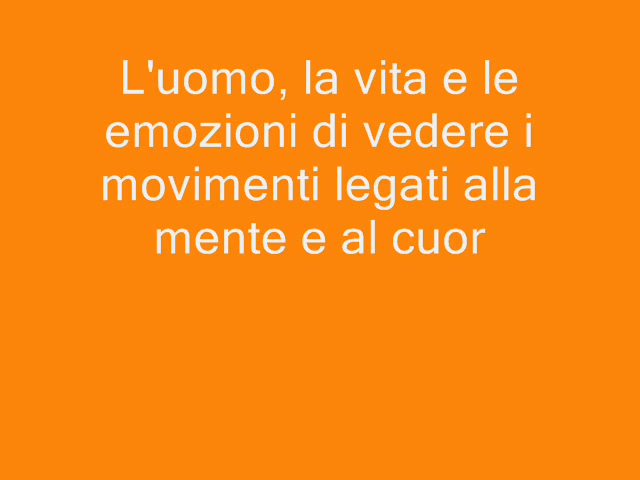 L'uomo, la vita e le
emozioni di vedere i
movimenti legati alla
mente e al cuor